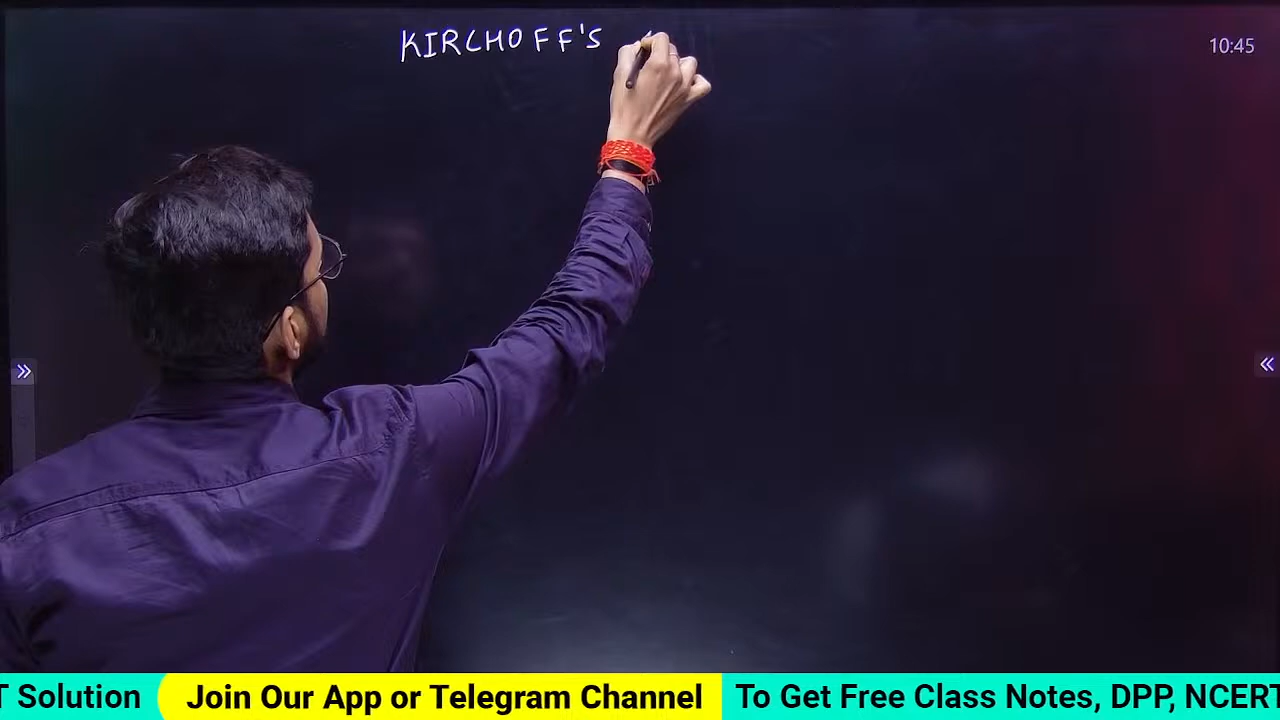 KIRCHOFF'S
10:45
T Solution
Join Our App or Telegram Channel
To Get Free Class Notes, DPP, NCERT